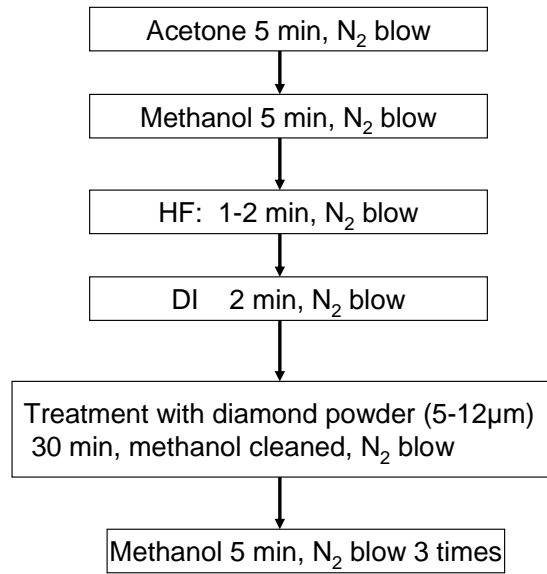 Acetone 5 min, N₂ blow
Methanol 5 min, N₂ blow
HF: 1-2 min, N₂ blow
DI 2 min, N₂ blow
Treatment with diamond powder (5-12µm)
30 min, methanol cleaned, N₂ blow
Methanol 5 min, N₂ blow 3 times